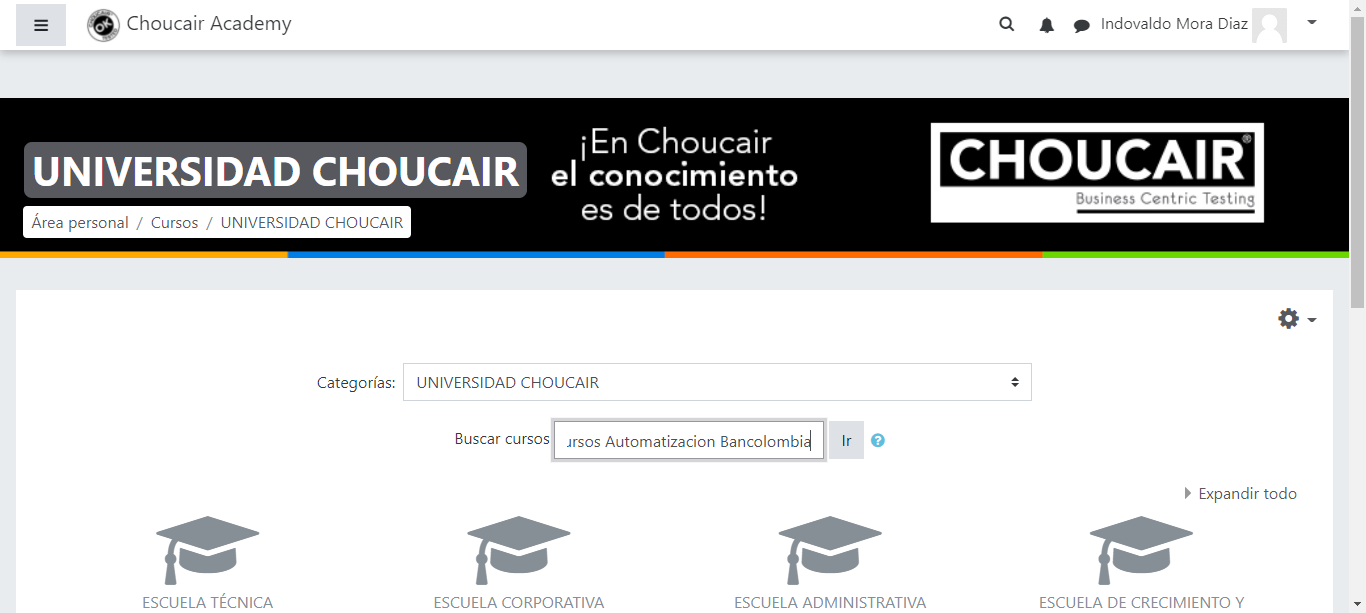 Choucair Academy
Indovaldo Mora Diaz
UNIVERSIDAD CHOUCAIR
Área personal / Cursos / UNIVERSIDAD CHOUCAIR
¡En Choucair
el conocimiento
es de todos!
CHOUCAIR®
Business Centric Testing
Categorías: UNIVERSIDAD CHOUCAIR
Buscar cursos ursos Automatizacion Bancolombia Ir ?
Expandir todo
ESCUELA TÉCNICA
ESCUELA CORPORATIVA
ESCUELA ADMINISTRATIVA
ESCUELA DE CRECIMIENTO Y